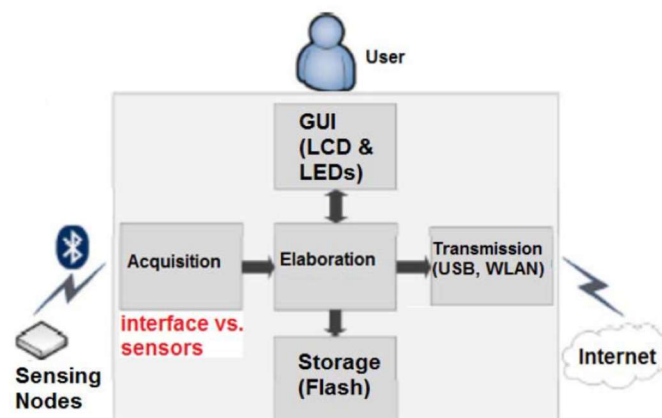 User
GUI
(LCD &
LEDs)
Acquisition
Elaboration
Transmission
(USB, WLAN)
interface vs.
sensors
Sensing
Nodes
Storage
(Flash)
Internet